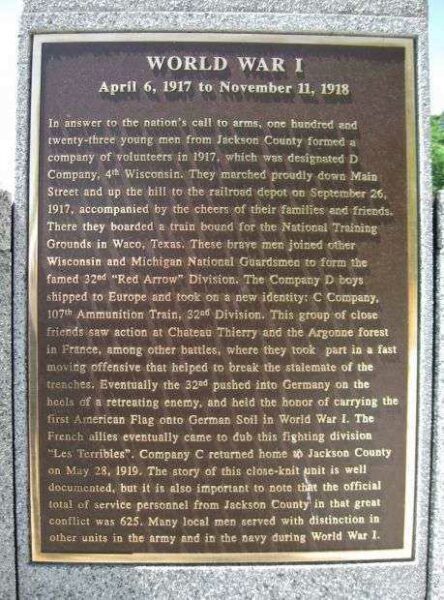 WORLD WAR I
April 6, 1917 to November 11, 1918
In answer to the nation's call to arms, one hundred and
twenty-three young men from Jackson County formed a
company of volunteers in 1917, which was designated D
Company, 4th Wisconsin. They marched proudly down Main
Street and up the hill to the railroad depot on September 26,
1917, accompanied by the cheers of their families and friends.
There they boarded a train bound for the National Training
Grounds in Waco, Texas. These brave men joined other
Wisconsin and Michigan National Guardsmen to form the
famed 32nd "Red Arrow" Division. The Company D boys
shipped to Europe and took on a new identity: C Company,
107th Ammunition Train, 32nd Division. This group of close
friends saw action at Chateau Thierry and the Argonne forest
in France, among other battles, where they took part in a fast
moving offensive that helped to break the stalemate of the
trenches. Eventually the 32nd pushed into Germany on the
heels of a retreating enemy, and held the honor of carrying the
first American Flag onto German Soil in World War I. The
French allies eventually came to dub this fighting division
"Les Terribles". Company C returned home to Jackson County
on May 28, 1919. The story of this close-knit unit is well
documented, but it is also important to note that the official
total of service personnel from Jackson County in that great
conflict was 625. Many local men served with distinction in
other units in the army and in the navy during World War I.